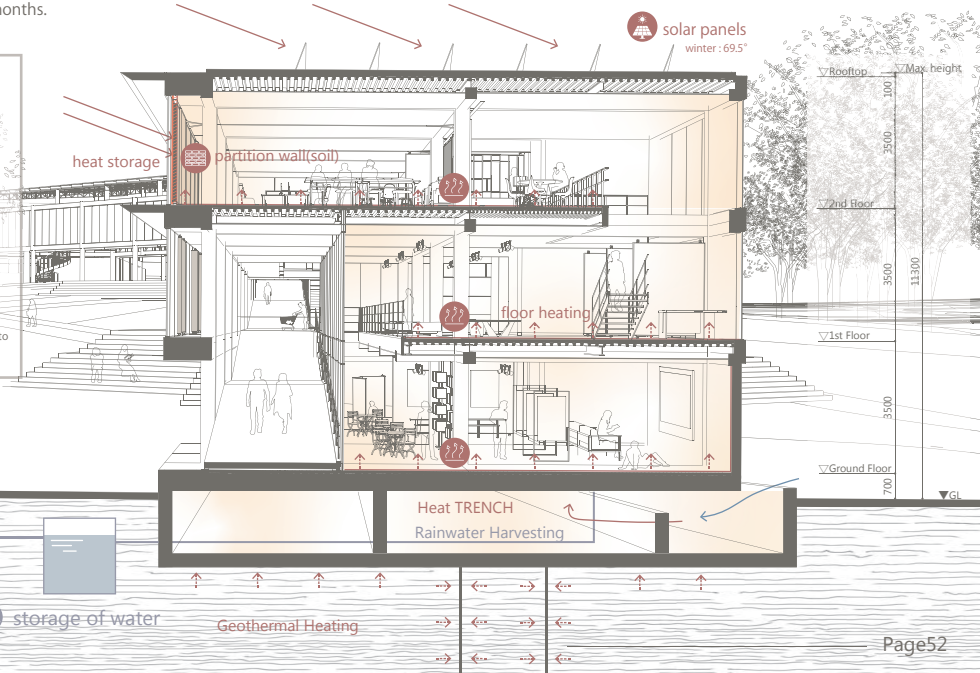 months.
solar panels
winter : 69.5°
Rooftop
Max. height
100
3500
heat storage
partition wall(soil)
2nd Floor
3500
11300
floor heating
to
1st Floor
3500
Ground Floor
700
GL
Heat TRENCH
Rainwater Harvesting
storage of water
Geothermal Heating
Page52